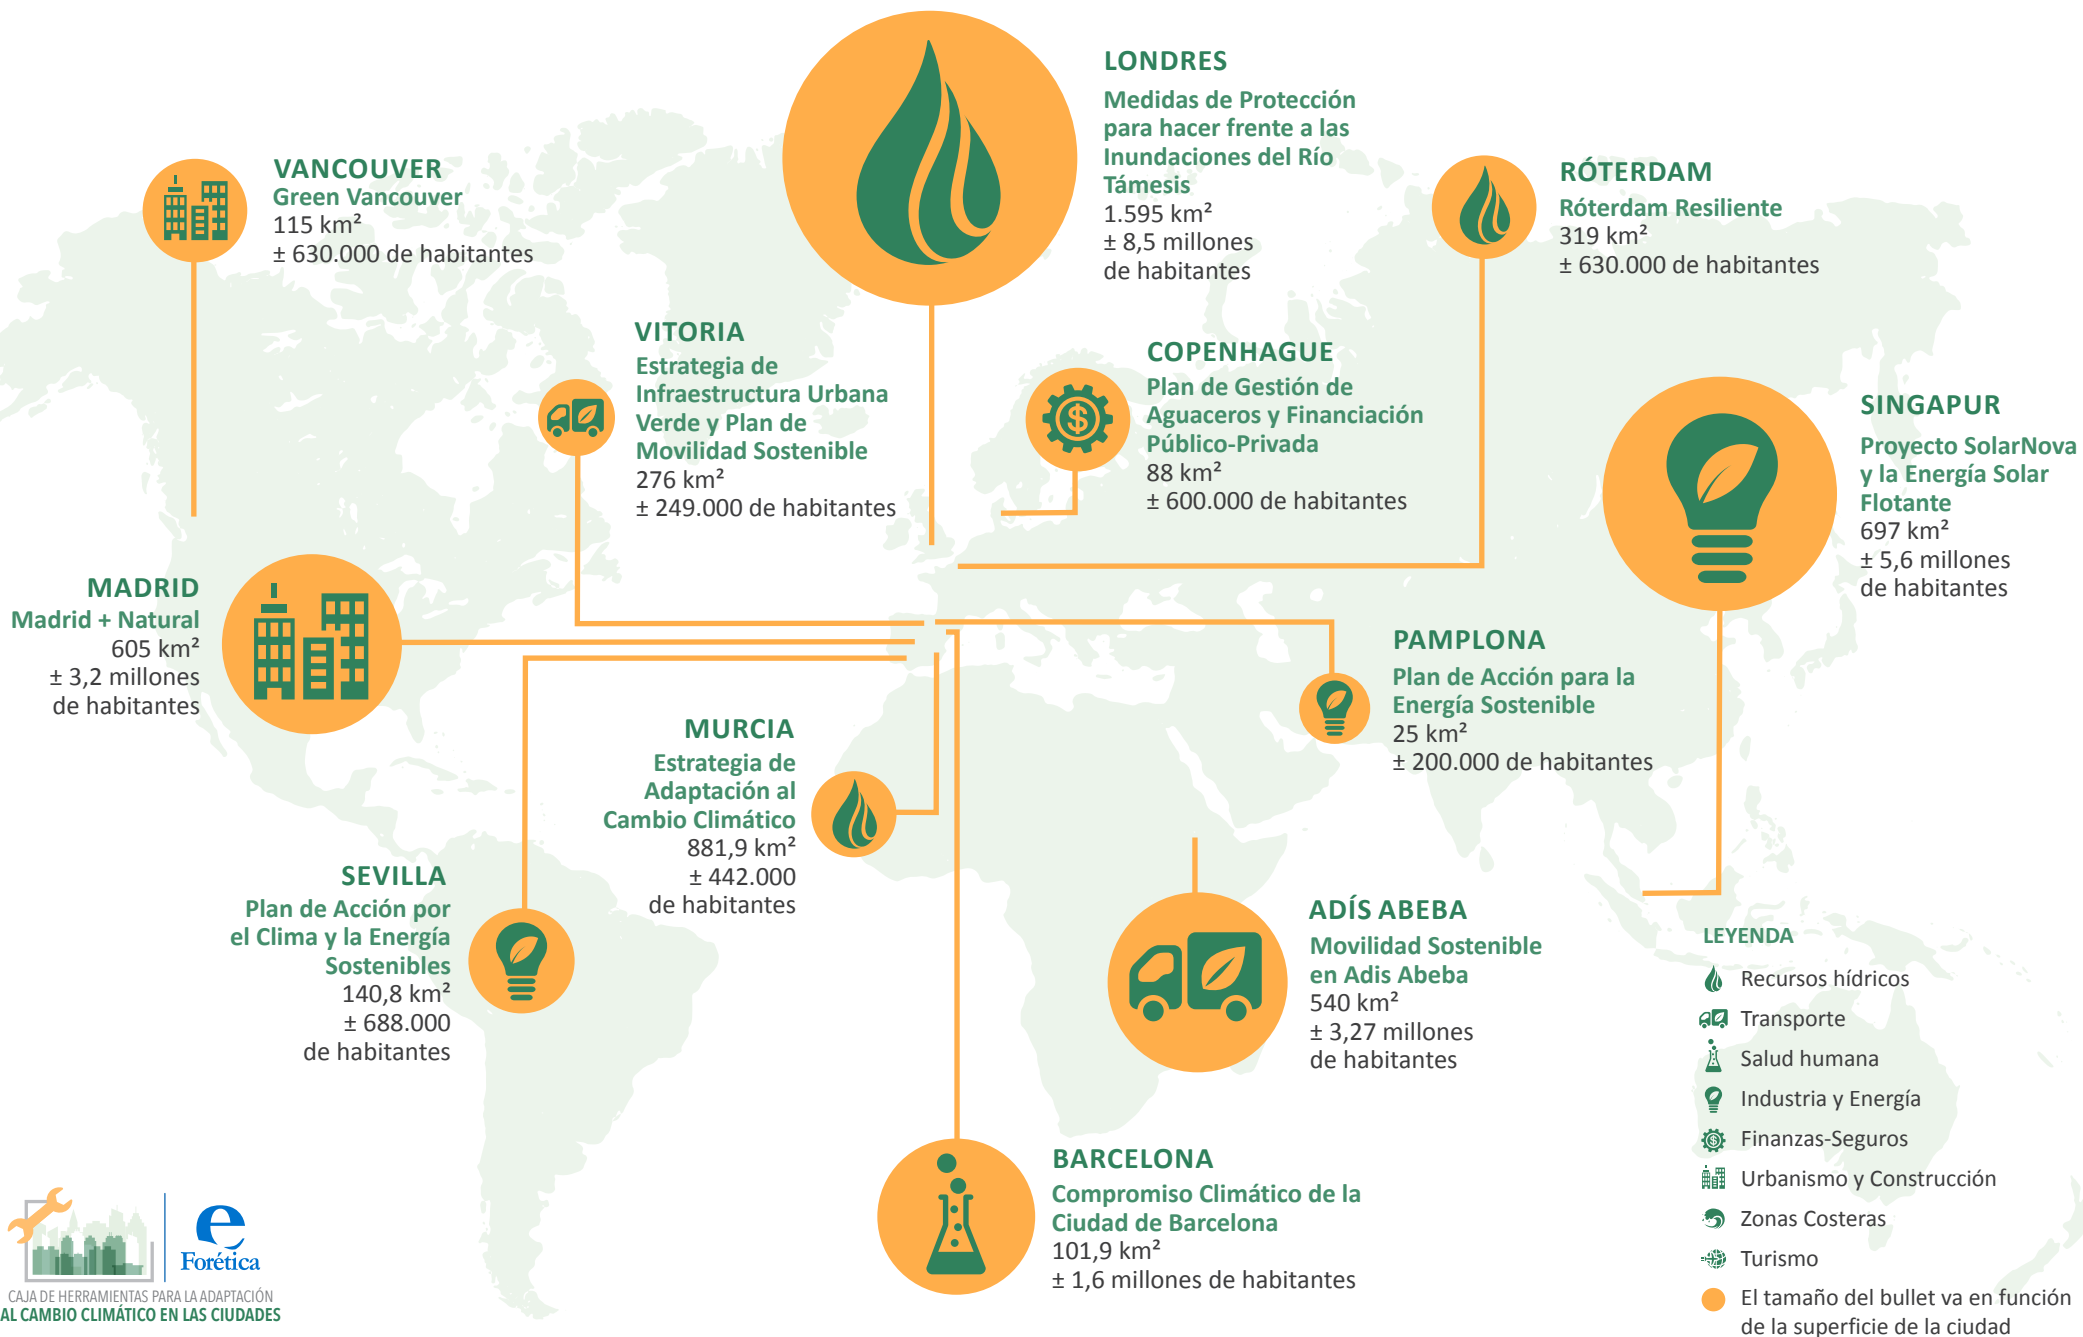 LONDRES
Medidas de Protección
para hacer frente a las
Inundaciones del Río
Támesis
1.595 km²
± 8,5 millones
de habitantes
VANCOUVER
Green Vancouver
115 km²
± 630.000 de habitantes
RÓTERDAM
Róterdam Resiliente
319 km²
± 630.000 de habitantes
VITORIA
Estrategia de
Infraestructura Urbana
Verde y Plan de
Movilidad Sostenible
276 km²
± 249.000 de habitantes
COPENHAGUE
Plan de Gestión de
Aguaceros y Financiación
Público-Privada
88 km²
± 600.000 de habitantes
SINGAPUR
Proyecto SolarNova
y la Energía Solar
Flotante
697 km²
± 5,6 millones
de habitantes
MADRID
Madrid + Natural
605 km²
± 3,2 millones
de habitantes
PAMPLONA
Plan de Acción para la
Energía Sostenible
25 km²
± 200.000 de habitantes
MURCIA
Estrategia de
Adaptación al
Cambio Climático
881,9 km²
± 442.000
de habitantes
SEVILLA
Plan de Acción por
el Clima y la Energía
Sostenibles
140,8 km²
± 688.000
de habitantes
ADÍS ABEBA
Movilidad Sostenible
en Adis Abeba
540 km²
± 3,27 millones
de habitantes
BARCELONA
Compromiso Climático de la
Ciudad de Barcelona
101,9 km²
± 1,6 millones de habitantes
LEYENDA
Recursos hídricos
Transporte
Salud humana
Industria y Energía
Finanzas-Seguros
Urbanismo y Construcción
Zonas Costeras
Turismo
El tamaño del bullet va en función
de la superficie de la ciudad
e
Forética
CAJA DE HERRAMIENTAS PARA LA ADAPTACIÓN
AL CAMBIO CLIMÁTICO EN LAS CIUDADES